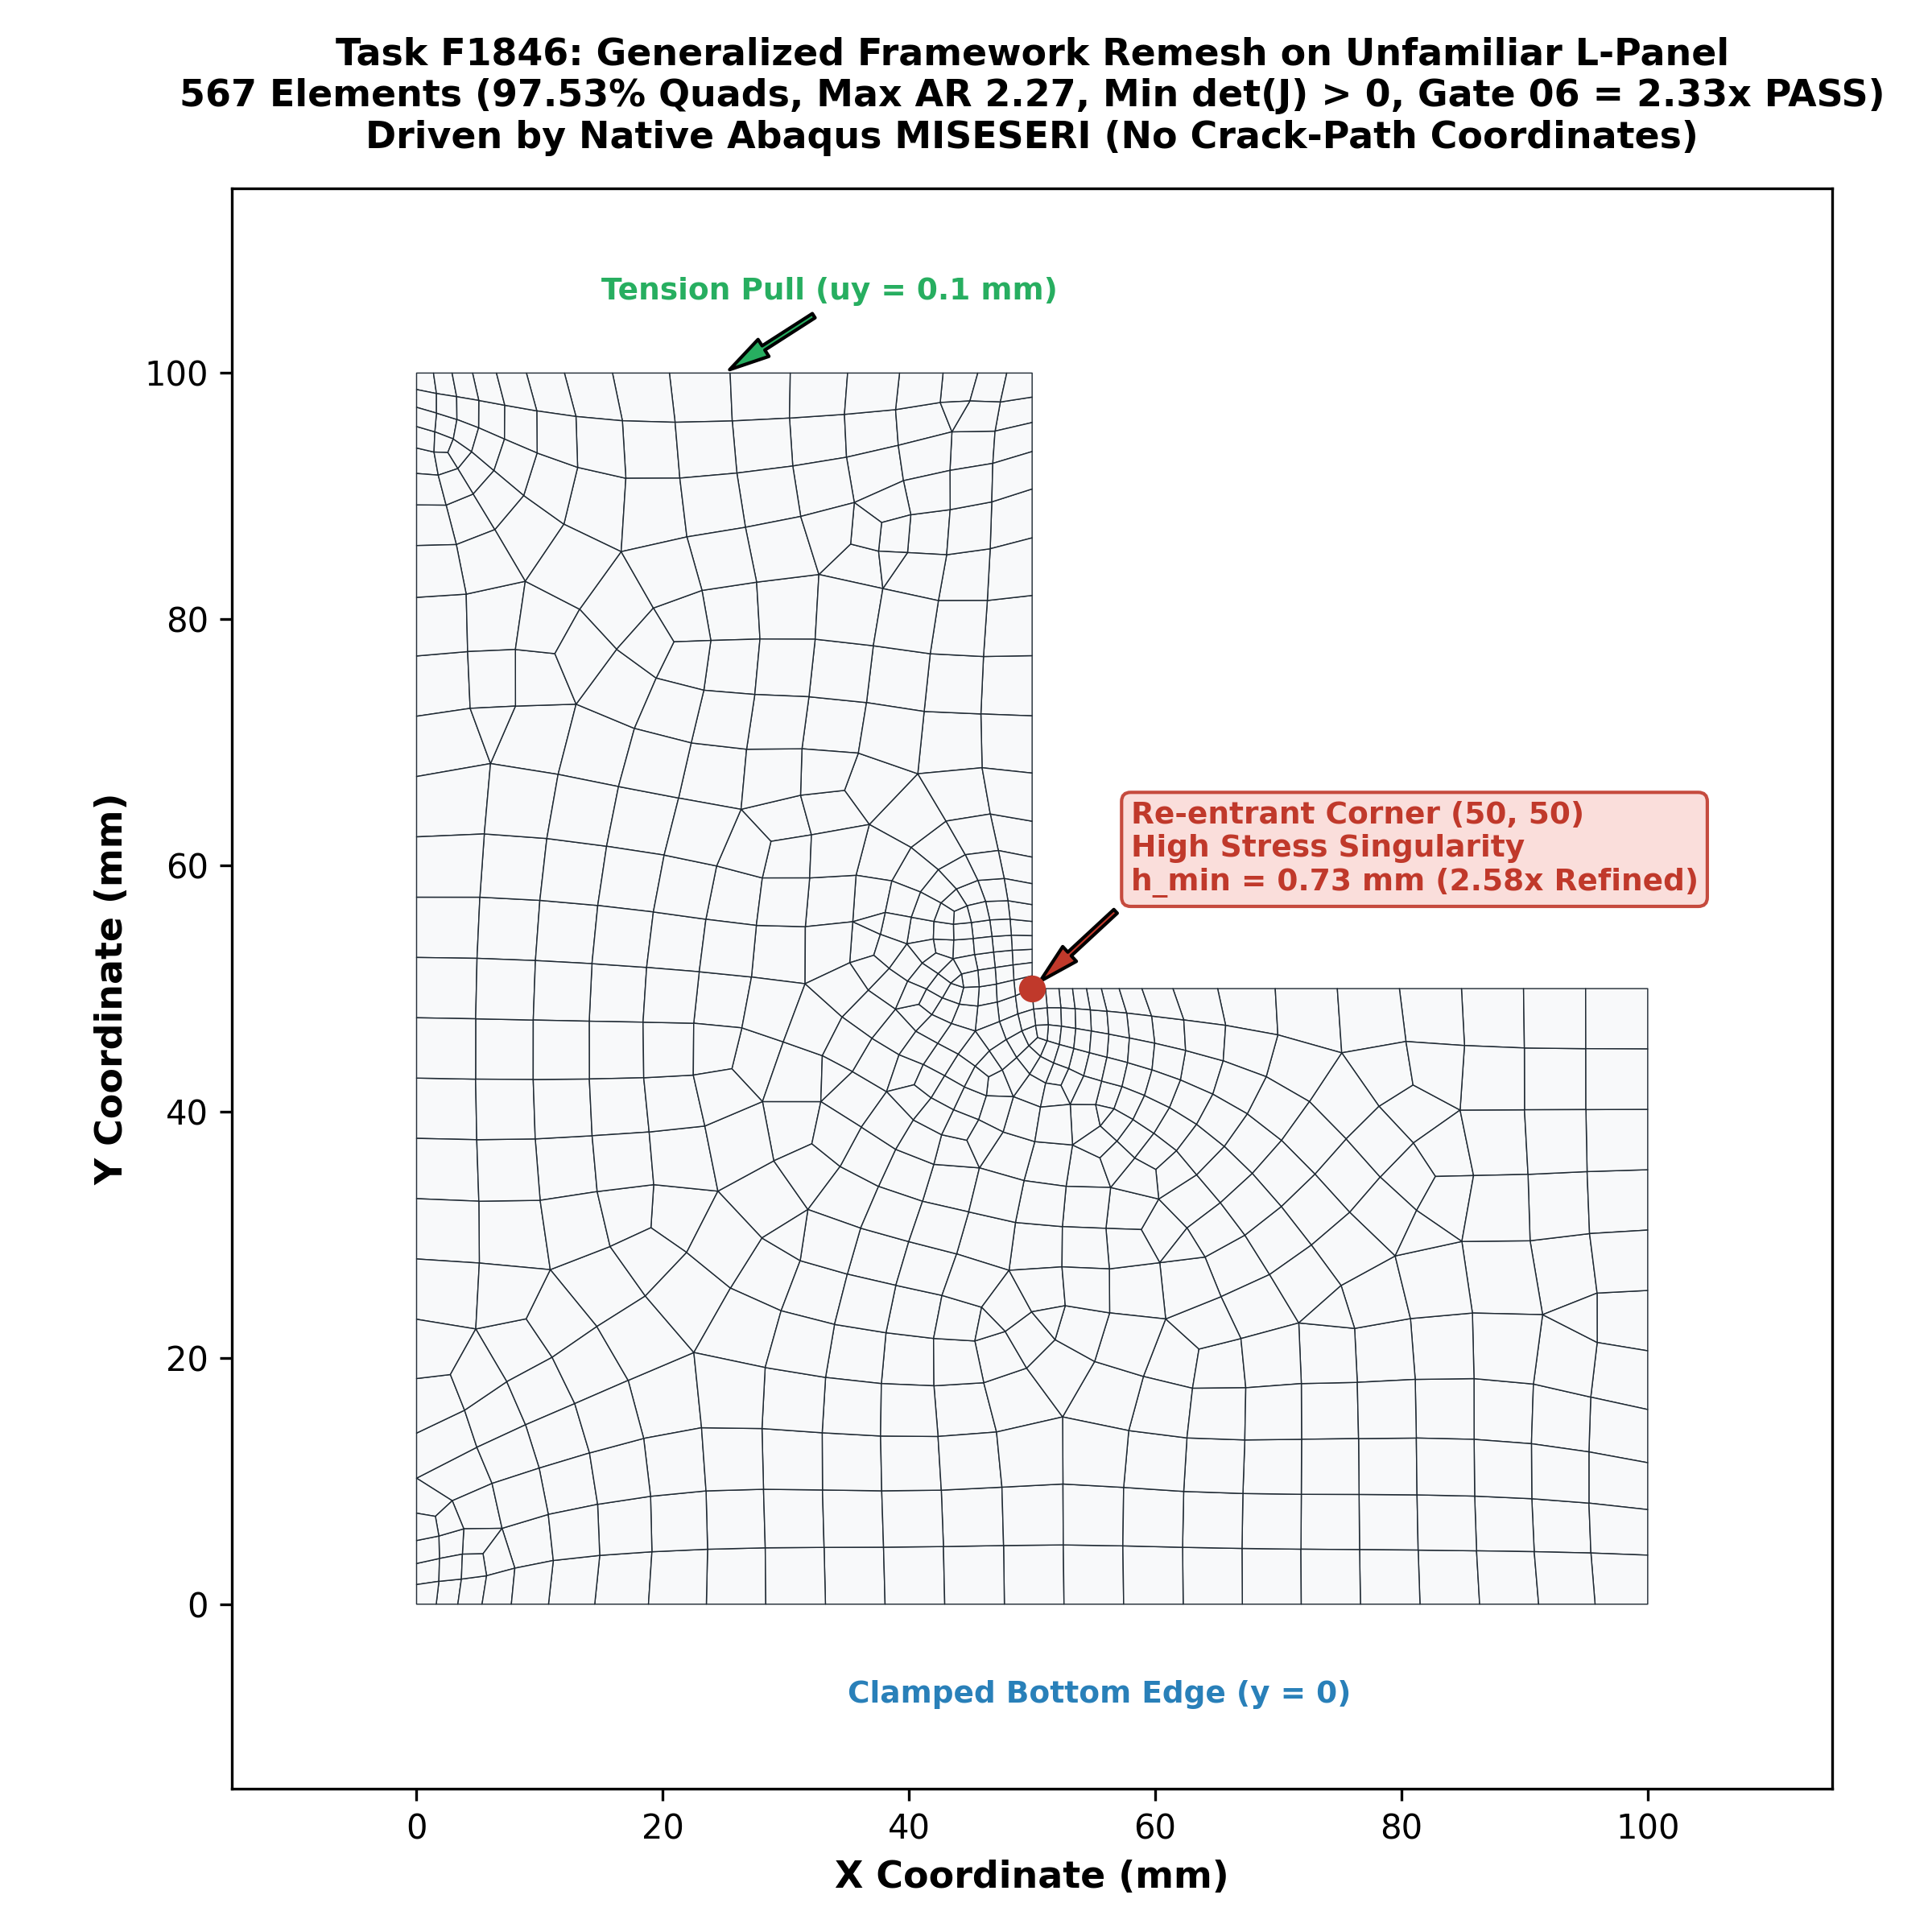 Task F1846: Generalized Framework Remesh on Unfamiliar L-Panel
567 Elements (97.53% Quads, Max AR 2.27, Min det(J) > 0, Gate 06 = 2.33x PASS)
Driven by Native Abaqus MISESERI (No Crack-Path Coordinates)
Tension Pull (uy = 0.1 mm)
100
80
Re-entrant Corner (50, 50)
High Stress Singularity
h_min = 0.73 mm (2.58x Refined)
60
Y Coordinate (mm)
40
20
0
Clamped Bottom Edge (y = 0)
0 20 40 60 80 100
X Coordinate (mm)